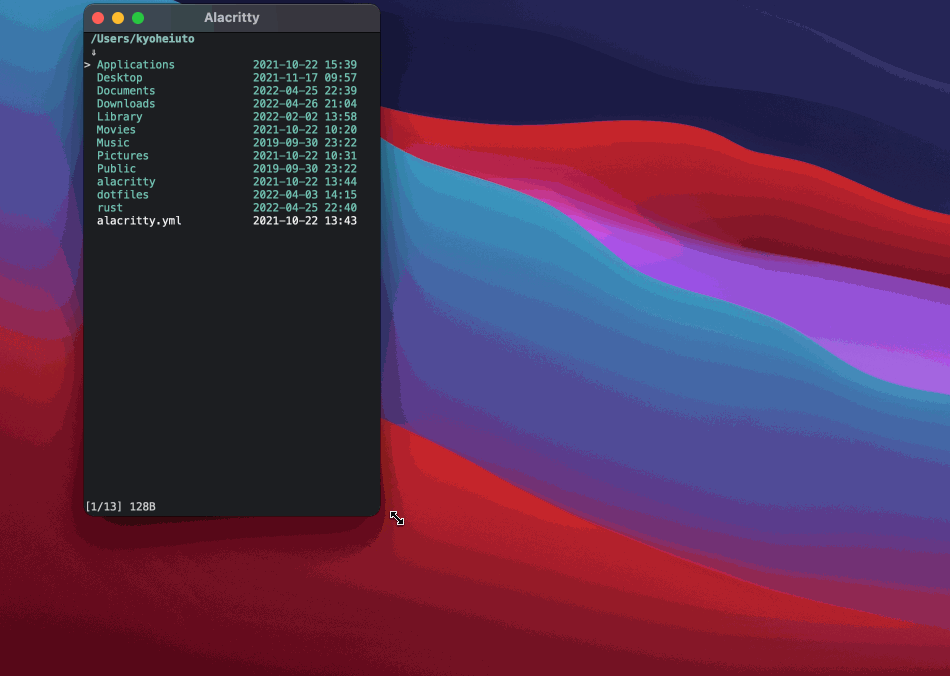 Alacritty
/Users/kyoheiuto
↓
> Applications 2021-10-22 15:39
Desktop 2021-11-17 09:57
Documents 2022-04-25 22:39
Downloads 2022-04-26 21:04
Library 2022-02-02 13:58
Movies 2021-10-22 10:20
Music 2019-09-30 23:22
Pictures 2021-10-22 10:31
Public 2019-09-30 23:22
alacritty 2021-10-22 13:44
dotfiles 2022-04-03 14:15
rust 2022-04-25 22:40
alacritty.yml 2021-10-22 13:43
[1/13] 128B